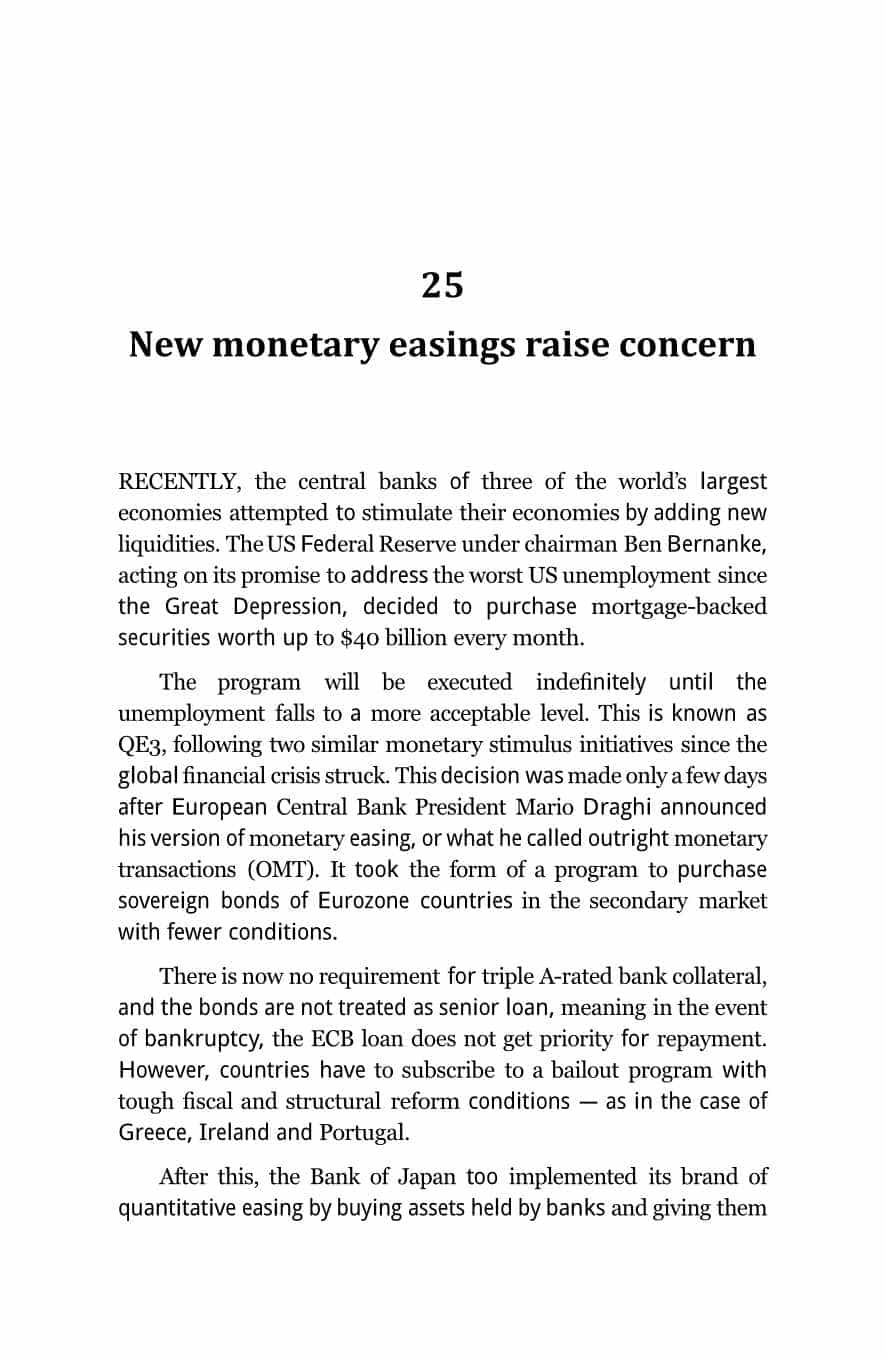 25
New monetary easings raise concern
RECENTLY, the central banks of three of the world’s largest
economies attempted to stimulate their economies by adding new
liquidities. The US Federal Reserve under chairman Ben Bernanke,
acting on its promise to address the worst US unemployment since
the Great Depression, decided to purchase mortgage-backed
securities worth up to $40 billion every month.
The program will be executed indefinitely until the
unemployment falls to a more acceptable level. This is known as
QE3, following two similar monetary stimulus initiatives since the
global financial crisis struck. This decision was made only a few days
after European Central Bank President Mario Draghi announced
his version of monetary easing, or what he called outright monetary
transactions (OMT). It took the form of a program to purchase
sovereign bonds of Eurozone countries in the secondary market
with fewer conditions.
There is now no requirement for triple A-rated bank collateral,
and the bonds are not treated as senior loan, meaning in the event
of bankruptcy, the ECB loan does not get priority for repayment.
However, countries have to subscribe to a bailout program with
tough fiscal and structural reform conditions — as in the case of
Greece, Ireland and Portugal.
After this, the Bank of Japan too implemented its brand of
quantitative easing by buying assets held by banks and giving them